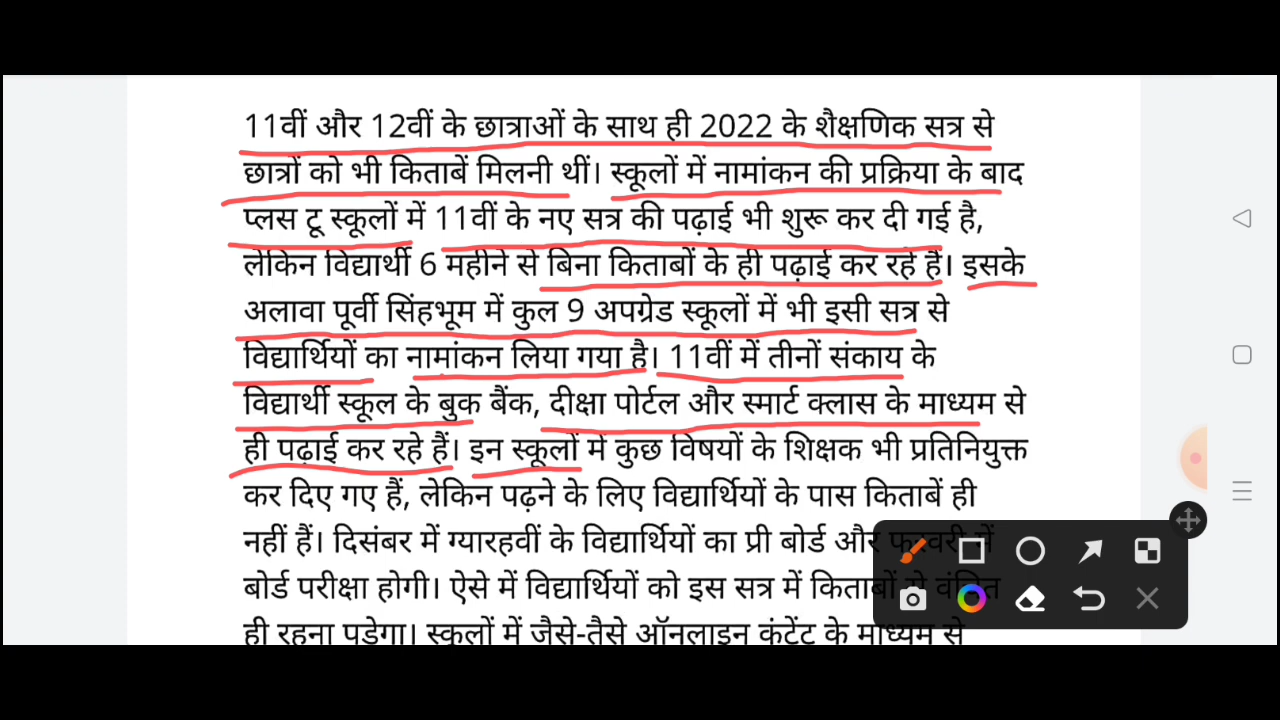 11वीं और 12वीं के छात्राओं के साथ ही 2022 के शैक्षणिक सत्र से
छात्रों को भी किताबें मिलनी थीं। स्कूलों में नामांकन की प्रक्रिया के बाद
प्लस टू स्कूलों में 11वीं के नए सत्र की पढ़ाई भी शुरू कर दी गई है,
लेकिन विद्यार्थी 6 महीने से बिना किताबों के ही पढ़ाई कर रहे हैं। इसके
अलावा पूर्वी सिंहभूम में कुल 9 अपग्रेड स्कूलों में भी इसी सत्र से
विद्यार्थियों का नामांकन लिया गया है। 11वीं में तीनों संकाय के
विद्यार्थी स्कूल के बुक बैंक, दीक्षा पोर्टल और स्मार्ट क्लास के माध्यम से
ही पढ़ाई कर रहे हैं। इन स्कूलों में कुछ विषयों के शिक्षक भी प्रतिनियुक्त
कर दिए गए हैं, लेकिन पढ़ने के लिए विद्यार्थियों के पास किताबें ही
नहीं हैं। दिसंबर में ग्यारहवीं के विद्यार्थियों का प्री बोर्ड और फरवरी में
बोर्ड परीक्षा होगी। ऐसे में विद्यार्थियों को इस सत्र में किताबों से वंचित
ही रहना पड़ेगा। स्कूलों में जैसे-तैसे ऑनलाइन कंटेंट के माध्यम से